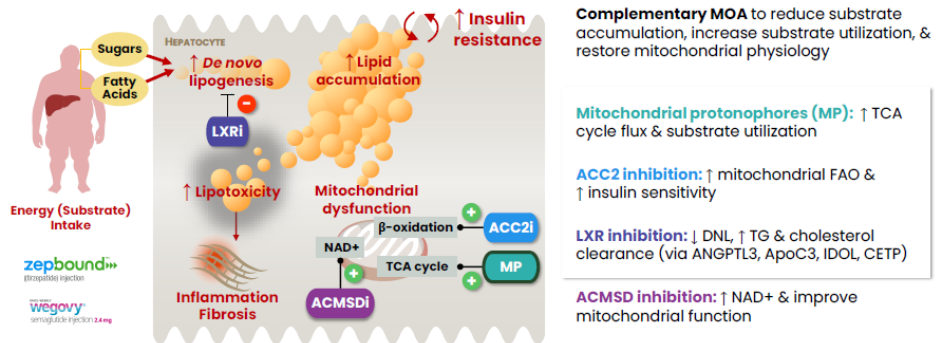 Sugars
Fatty
Acids
Energy (Substrate)
Intake
zepbound
(tirzepatide) injection
wegovy
semaglutide injection 2.4 mg
HEPATOCYTE
↑ De novo
lipogenesis
LXRi
↑ Lipotoxicity
Inflammation
Fibrosis
↑ Lipid
accumulation
↑ Insulin
resistance
Mitochondrial
dysfunction
β-oxidation
NAD+
TCA cycle
ACC2i
MP
ACMSDi
Complementary MOA to reduce substrate
accumulation, increase substrate utilization, &
restore mitochondrial physiology
Mitochondrial protonophores (MP): ↑ TCA
cycle flux & substrate utilization
ACC2 inhibition: ↑ mitochondrial FAO &
↑ insulin sensitivity
LXR inhibition: ↓ DNL, ↑ TG & cholesterol
clearance (via ANGPTL3, ApoC3, IDOL, CETP)
ACMSD inhibition: ↑ NAD+ & improve
mitochondrial function